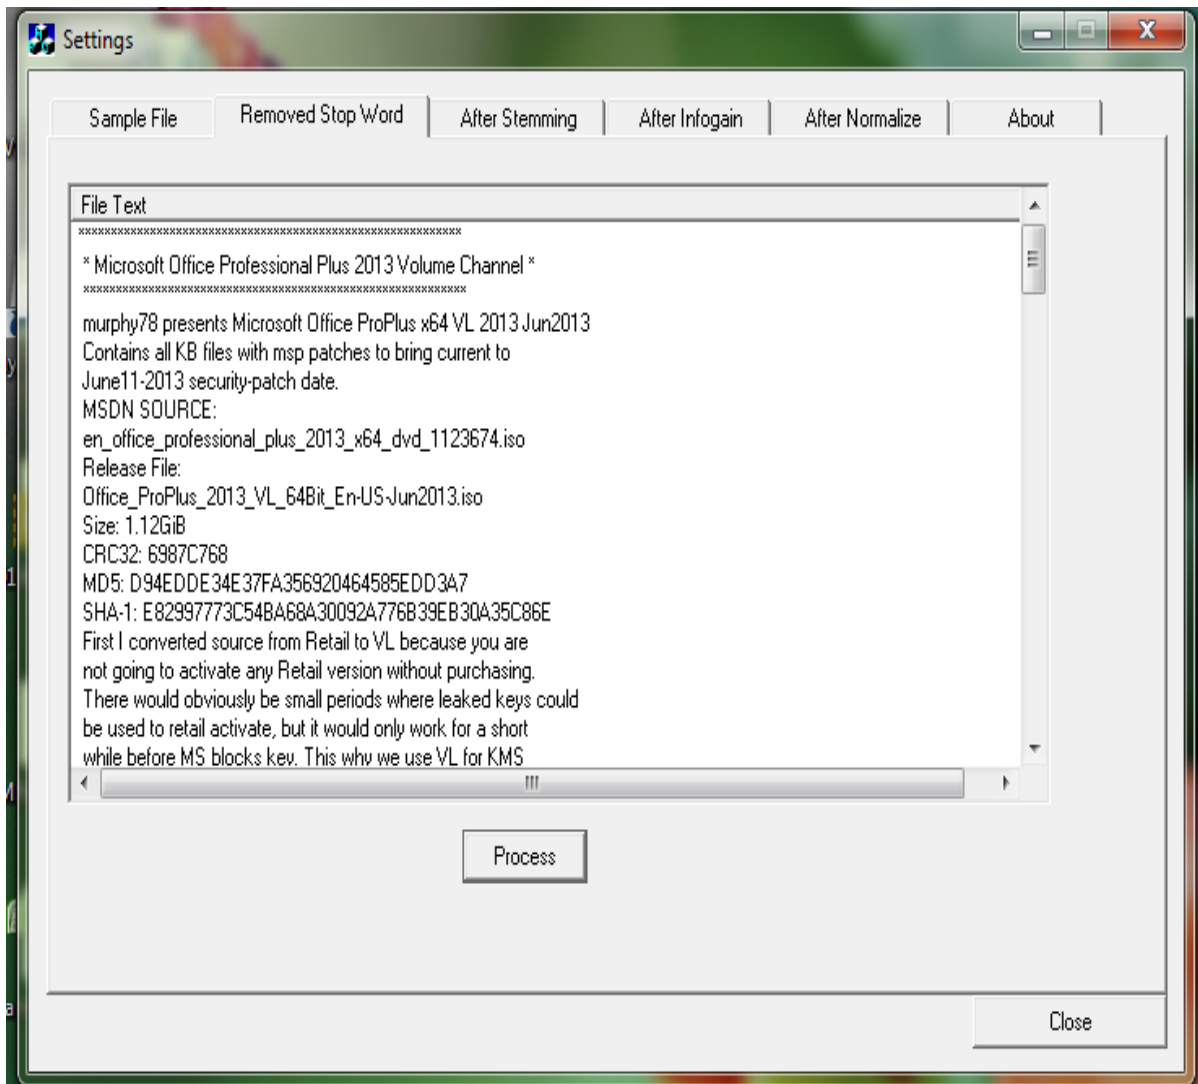 Settings
X
Sample File
Removed Stop Word
After Stemming
After Infogain
After Normalize
About
File Text
* Microsoft Office Professional Plus 2013 Volume Channel *
murphy78 presents Microsoft Office ProPlus x64 VL 2013 Jun2013
Contains all KB files with msp patches to bring current to
June11-2013 security-patch date.
MSDN SOURCE:
en_office_professional_plus_2013_x64_dvd_1123674.iso
Release File:
Office_ProPlus_2013_VL_64Bit_En-US-Jun2013.iso
Size: 1.12GiB
CRC32: 6987C768
MD5: D94EDDE34E37FA356920464585EDD3A7
SHA-1: E82997773C54BA68A30092A776B39EB30A35C86E
First I converted source from Retail to VL because you are
not going to activate any Retail version without purchasing.
There would obviously be small periods where leaked keys could
be used to retail activate, but it would only work for a short
while before MS blocks key. This why we use VL for KMS
Process
Close